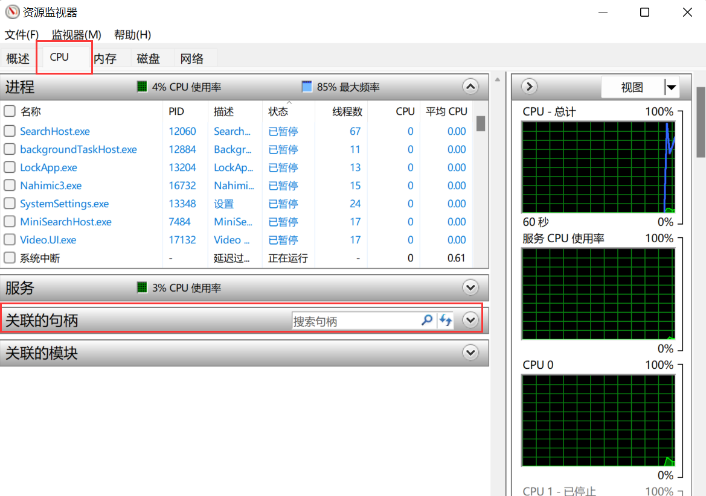 资源监视器
文件(F) 监视器(M) 帮助(H)
概述 CPU 内存 磁盘 网络
进程 4% CPU 使用率 85% 最大频率
名称 PID 描述 状态 线程数 CPU 平均 CPU
SearchHost.exe 12060 Search... 已暂停 67 0 0.00
backgroundTaskHost.exe 12884 Backgr... 已暂停 11 0 0.00
LockApp.exe 13204 LockAp... 已暂停 13 0 0.00
Nahimic3.exe 16732 Nahimi... 已暂停 15 0 0.00
SystemSettings.exe 13348 设置 已暂停 24 0 0.00
MiniSearchHost.exe 7484 MiniSe... 已暂停 17 0 0.00
Video.UI.exe 17132 Video ... 已暂停 17 0 0.00
系统中断 - 延迟过... 正在运行 - 0 0.61
服务 3% CPU 使用率
关联的句柄 搜索句柄
关联的模块
视图
CPU - 总计 100%
60 秒 0%
服务 CPU 使用率 100%
0%
CPU 0 100%
0%
CPU 1 - 已停止 100%